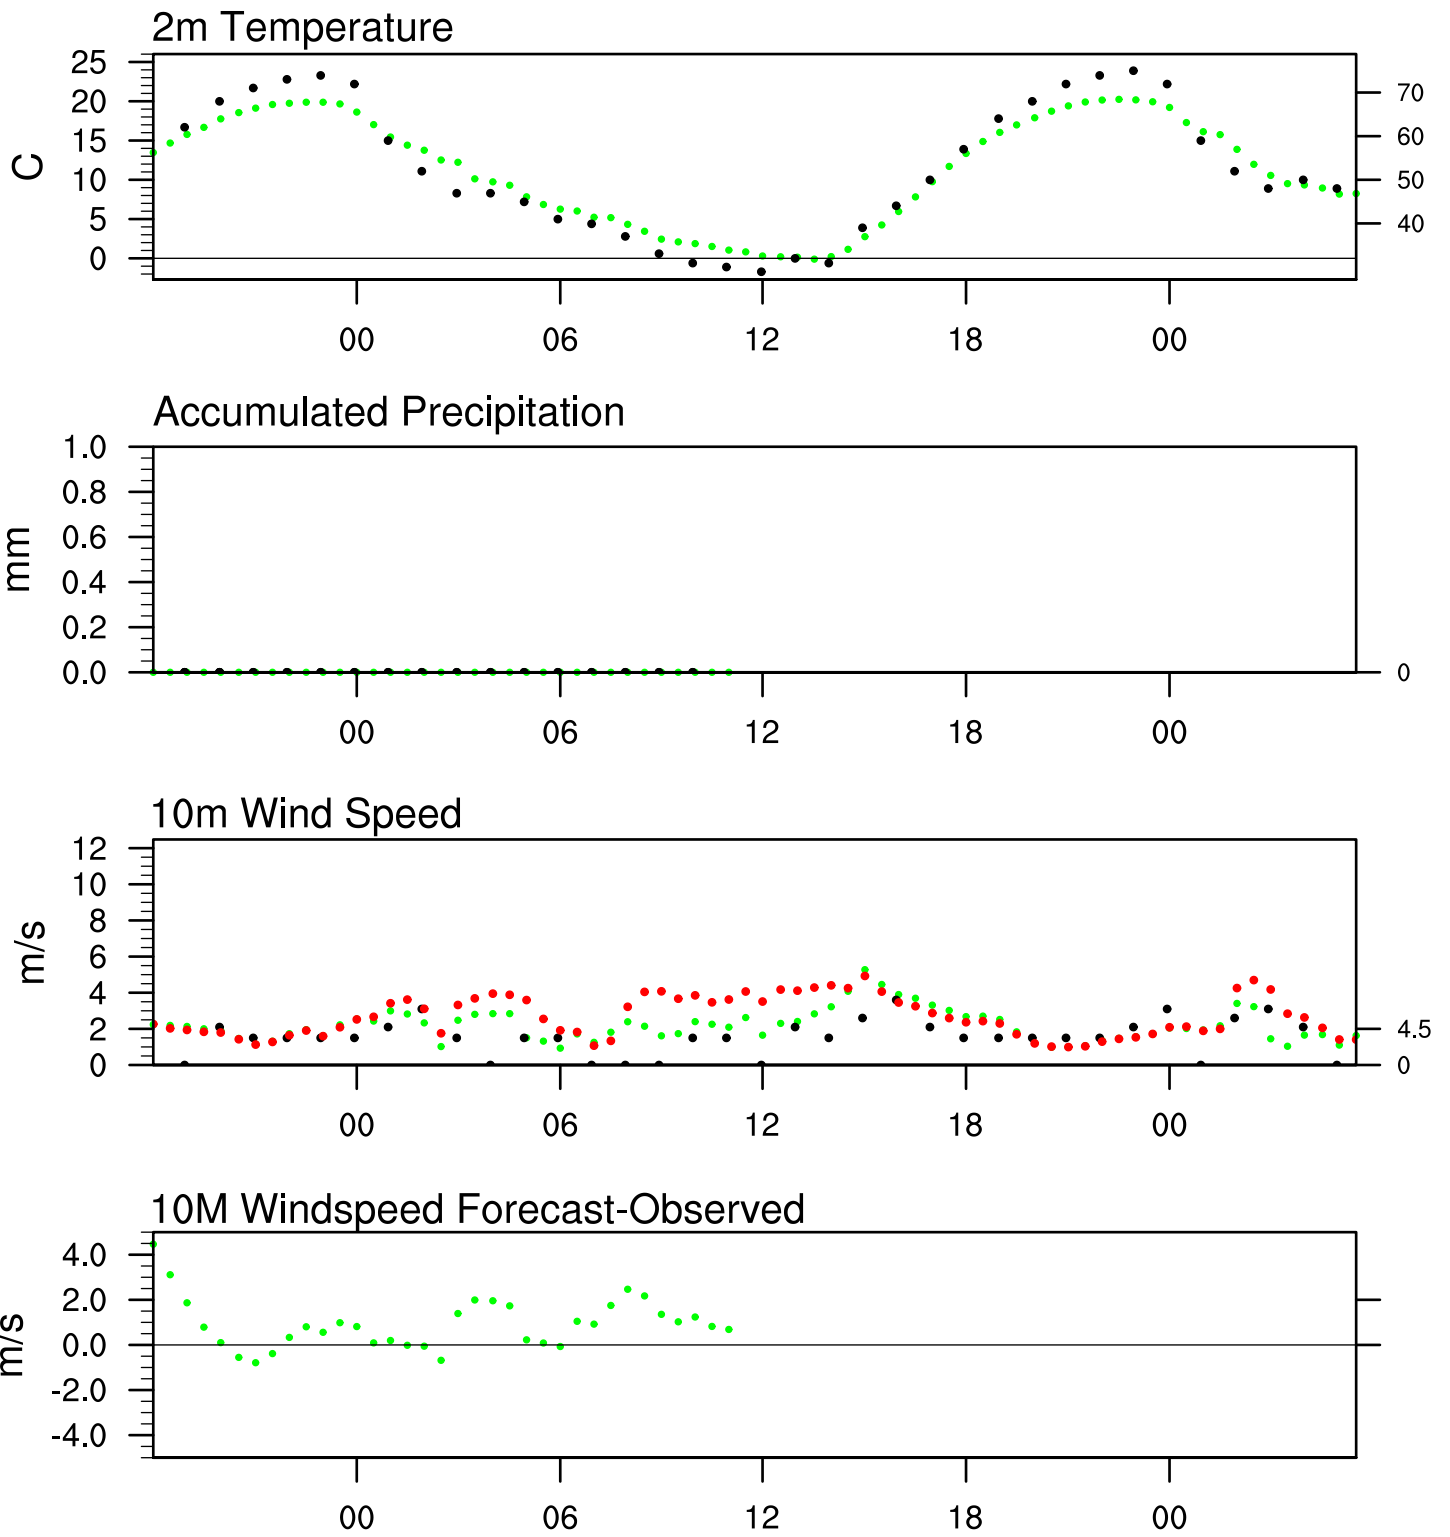 2m Temperature
25
20
15
10
5
0
C
70
60
50
40
00 06 12 18 00
Accumulated Precipitation
1.0
0.8
0.6
0.4
0.2
0.0
mm
0
00 06 12 18 00
10m Wind Speed
12
10
8
6
4
2
0
m/s
4.5
0
00 06 12 18 00
10M Windspeed Forecast-Observed
4.0
2.0
0.0
-2.0
-4.0
m/s
00 06 12 18 00